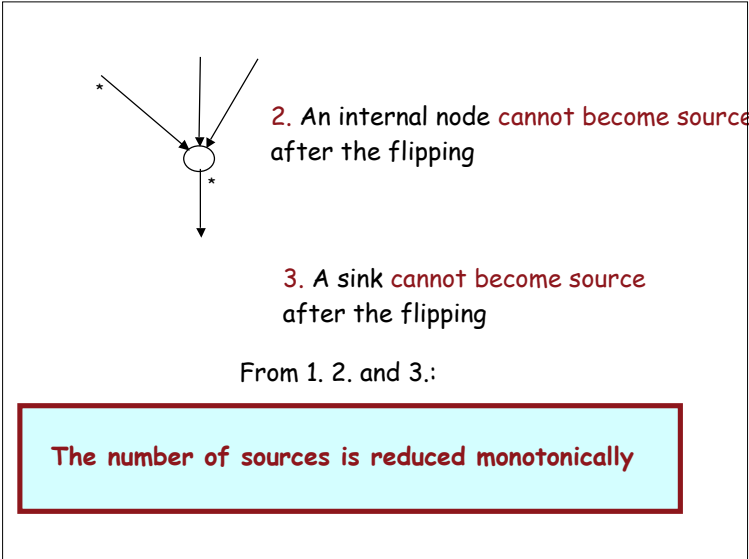 *
2. An internal node cannot become source
after the flipping
*
3. A sink cannot become source
after the flipping
From 1. 2. and 3.:
The number of sources is reduced monotonically